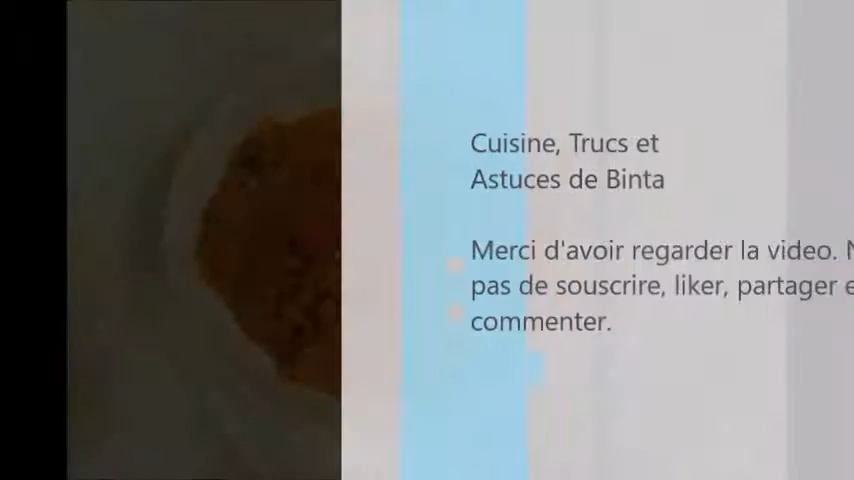 Cuisine, Trucs et
Astuces de Binta
Merci d'avoir regarder la video. N
pas de souscrire, liker, partager e
commenter.